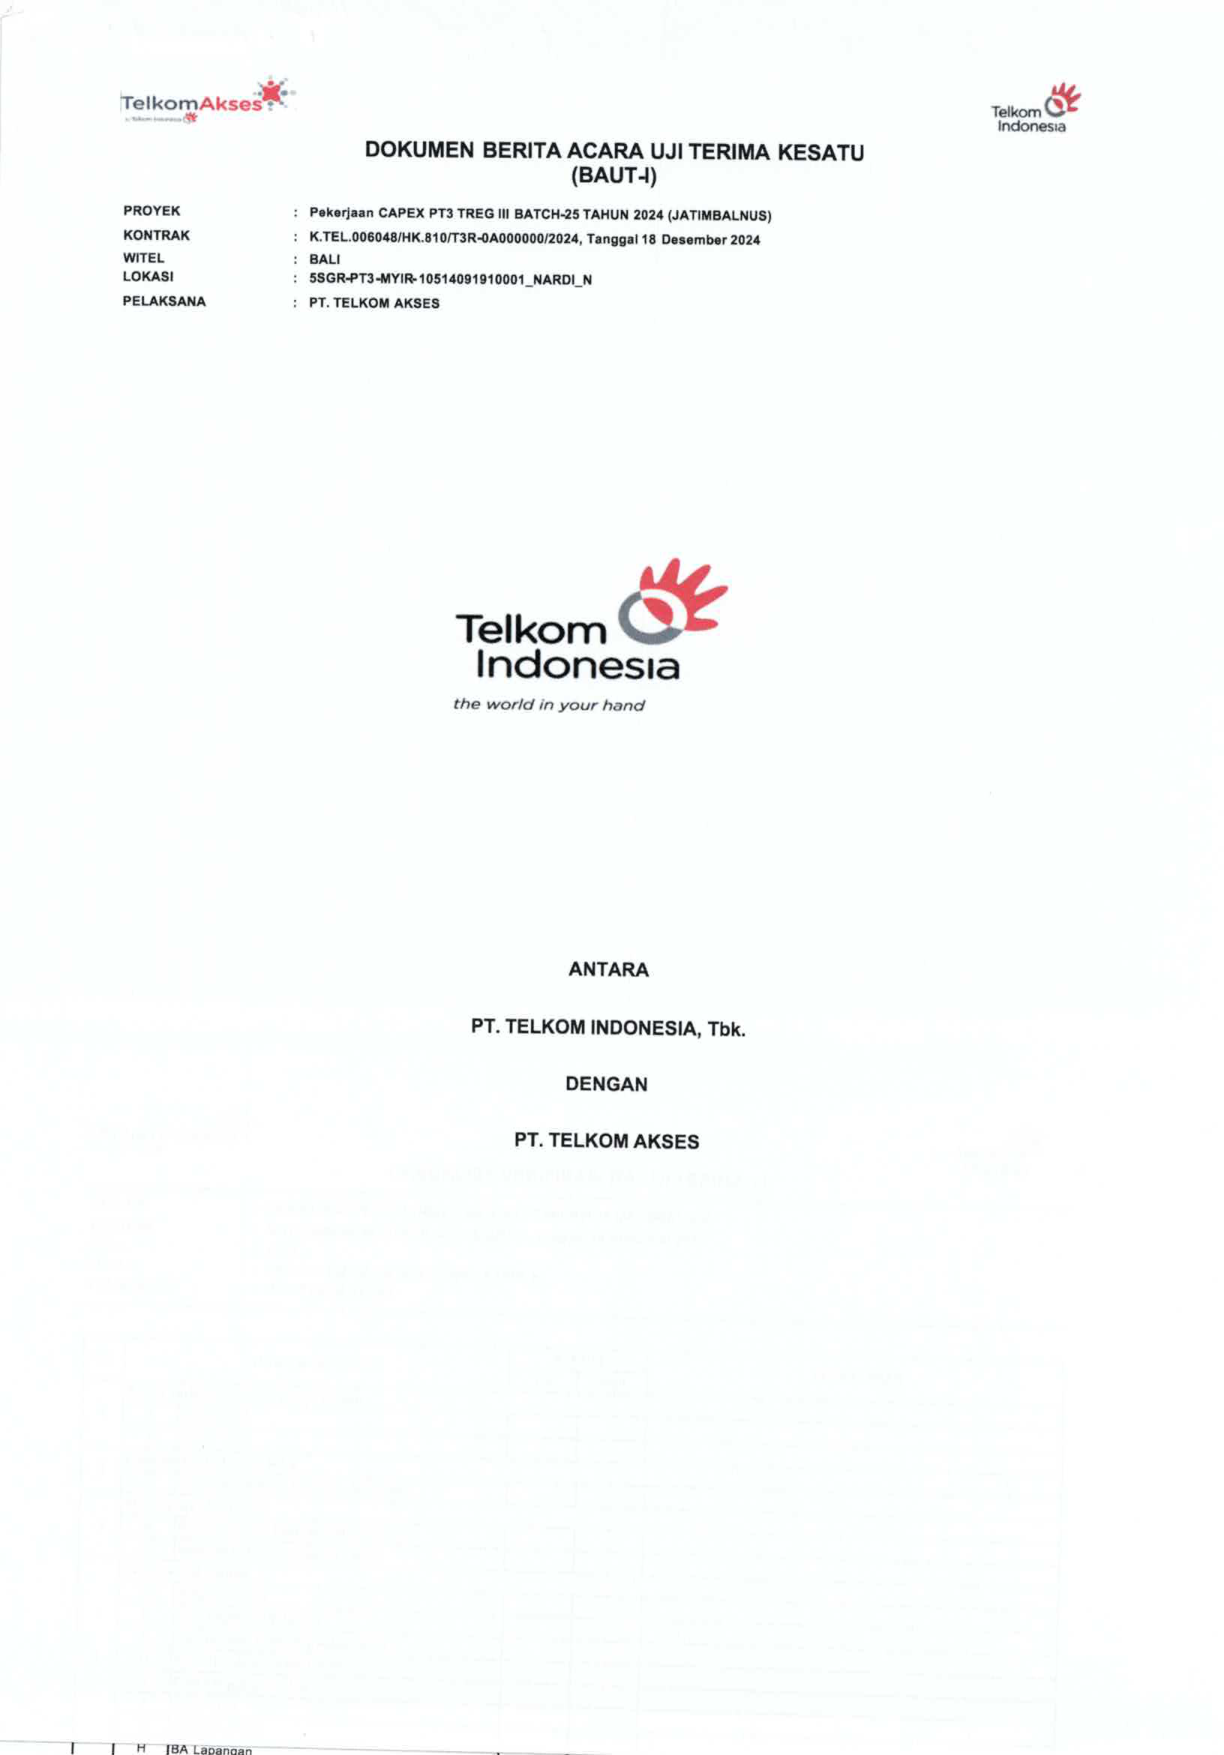 TelkomAkses
by Telkom Indonesia
Telkom
Indonesia
DOKUMEN BERITA ACARA UJI TERIMA KESATU
(BAUT-I)
PROYEK : Pekerjaan CAPEX PT3 TREG III BATCH-25 TAHUN 2024 (JATIMBALNUS)
KONTRAK : K.TEL.006048/HK.810/T3R-0A000000/2024, Tanggal 18 Desember 2024
WITEL : BALI
LOKASI : 5SGR-PT3-MYIR-10514091910001_NARDI_N
PELAKSANA : PT. TELKOM AKSES
Telkom
Indonesia
the world in your hand
ANTARA
PT. TELKOM INDONESIA, Tbk.
DENGAN
PT. TELKOM AKSES
H BA Lapangan